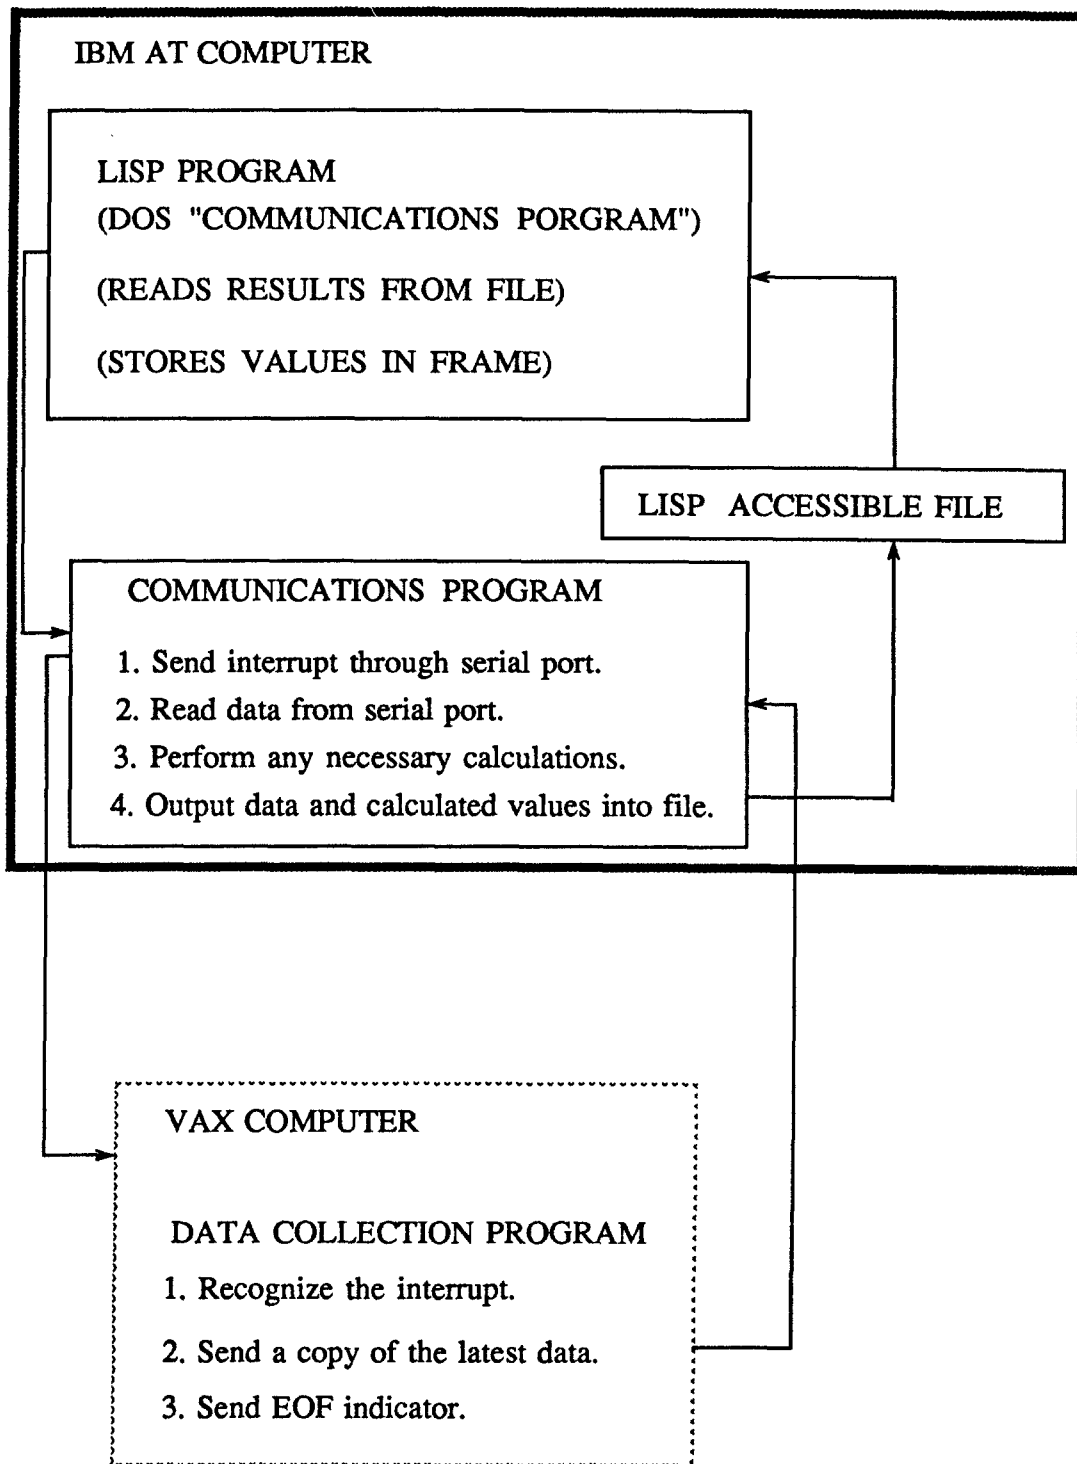 IBM AT COMPUTER
LISP PROGRAM
(DOS "COMMUNICATIONS PORGRAM")
(READS RESULTS FROM FILE)
(STORES VALUES IN FRAME)
LISP ACCESSIBLE FILE
COMMUNICATIONS PROGRAM
1. Send interrupt through serial port.
2. Read data from serial port.
3. Perform any necessary calculations.
4. Output data and calculated values into file.
VAX COMPUTER
DATA COLLECTION PROGRAM
1. Recognize the interrupt.
2. Send a copy of the latest data.
3. Send EOF indicator.